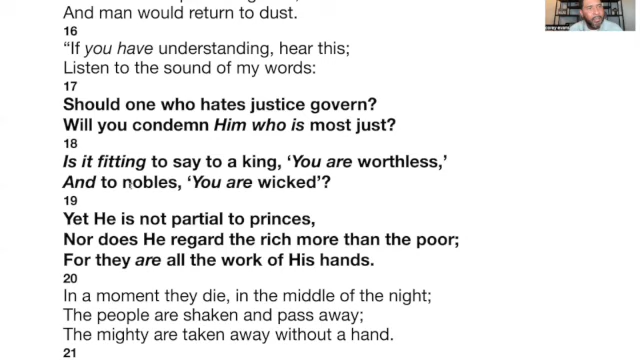 And man would return to dust.
16
“If you have understanding, hear this;
Listen to the sound of my words:
17
Should one who hates justice govern?
Will you condemn Him who is most just?
18
Is it fitting to say to a king, ‘You are worthless,’
And to nobles, ‘You are wicked’?
19
Yet He is not partial to princes,
Nor does He regard the rich more than the poor;
For they are all the work of His hands.
20
In a moment they die, in the middle of the night;
The people are shaken and pass away;
The mighty are taken away without a hand.
21